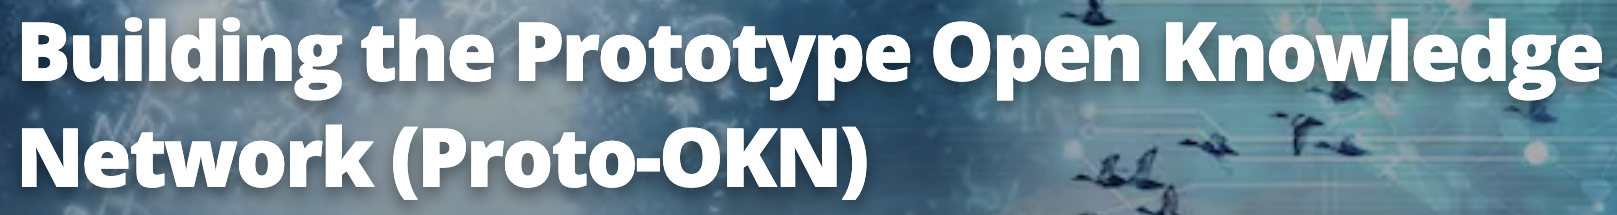 Building the Prototype Open Knowledge
Network (Proto-OKN)